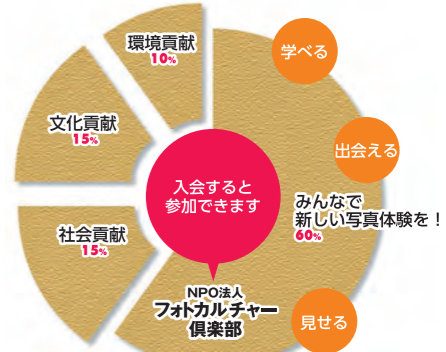 環境貢献
10%
学べる
文化貢献
15%
出会える
入会すると
参加できます
みんなで
新しい写真体験を！
60%
社会貢献
15%
NPO法人
フォトカルチャー
倶楽部
見せる